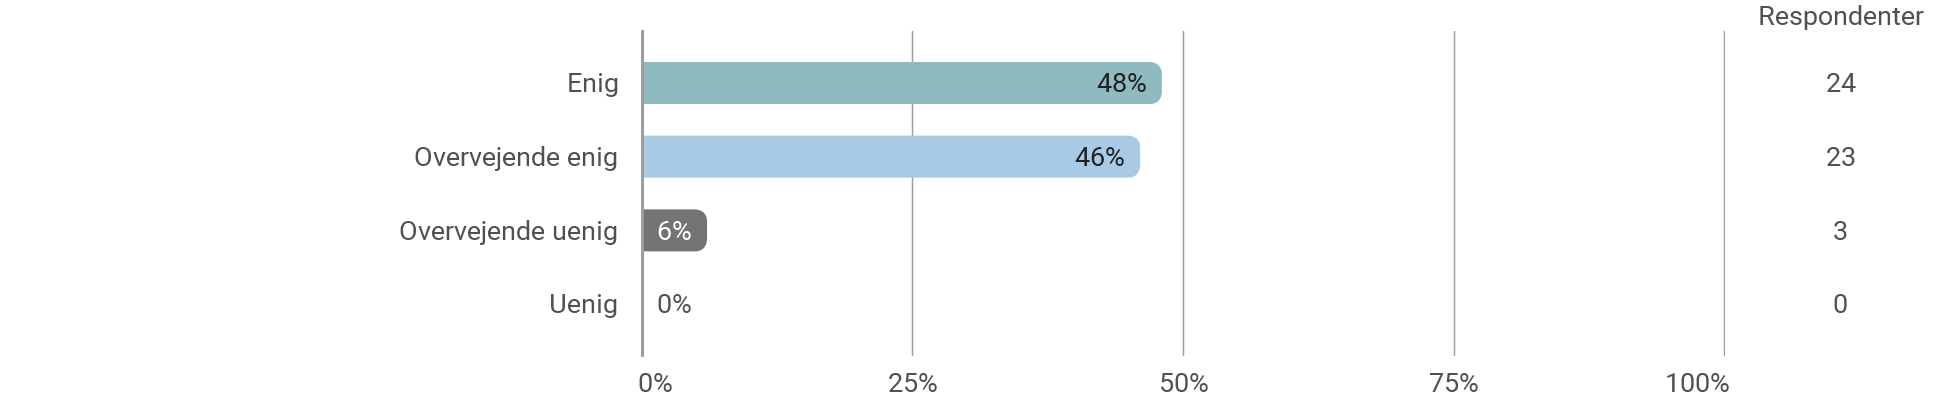 Respondenter
Enig 48% 24
Overvejende enig 46% 23
Overvejende uenig 6% 3
Uenig 0% 0
0% 25% 50% 75% 100%